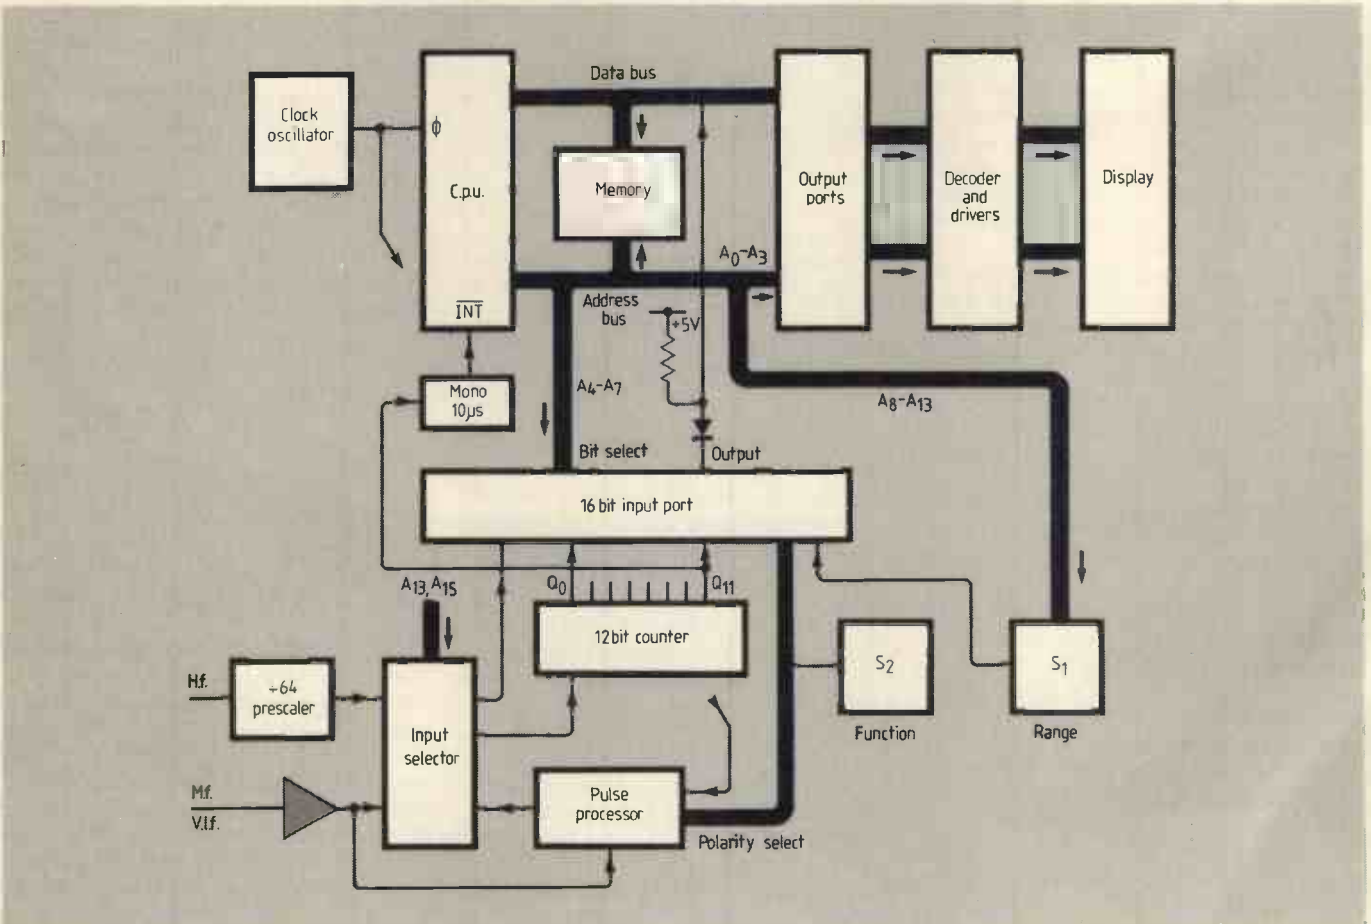 Data bus
Clock
oscillator
ϕ
C.p.u.
Memory
Output
ports
Decoder
and
drivers
Display
A₀-A₃
INT
Address
bus
+5V
Mono
10µs
A₄-A₇
A₈-A₁₃
Bit select
Output
16 bit input port
A₁₃, A₁₅
Q₀
Q₁₁
12 bit counter
S₂
S₁
H.f.
÷64
prescaler
Input
selector
Function
Range
M.f.
V.l.f.
Pulse
processor
Polarity select